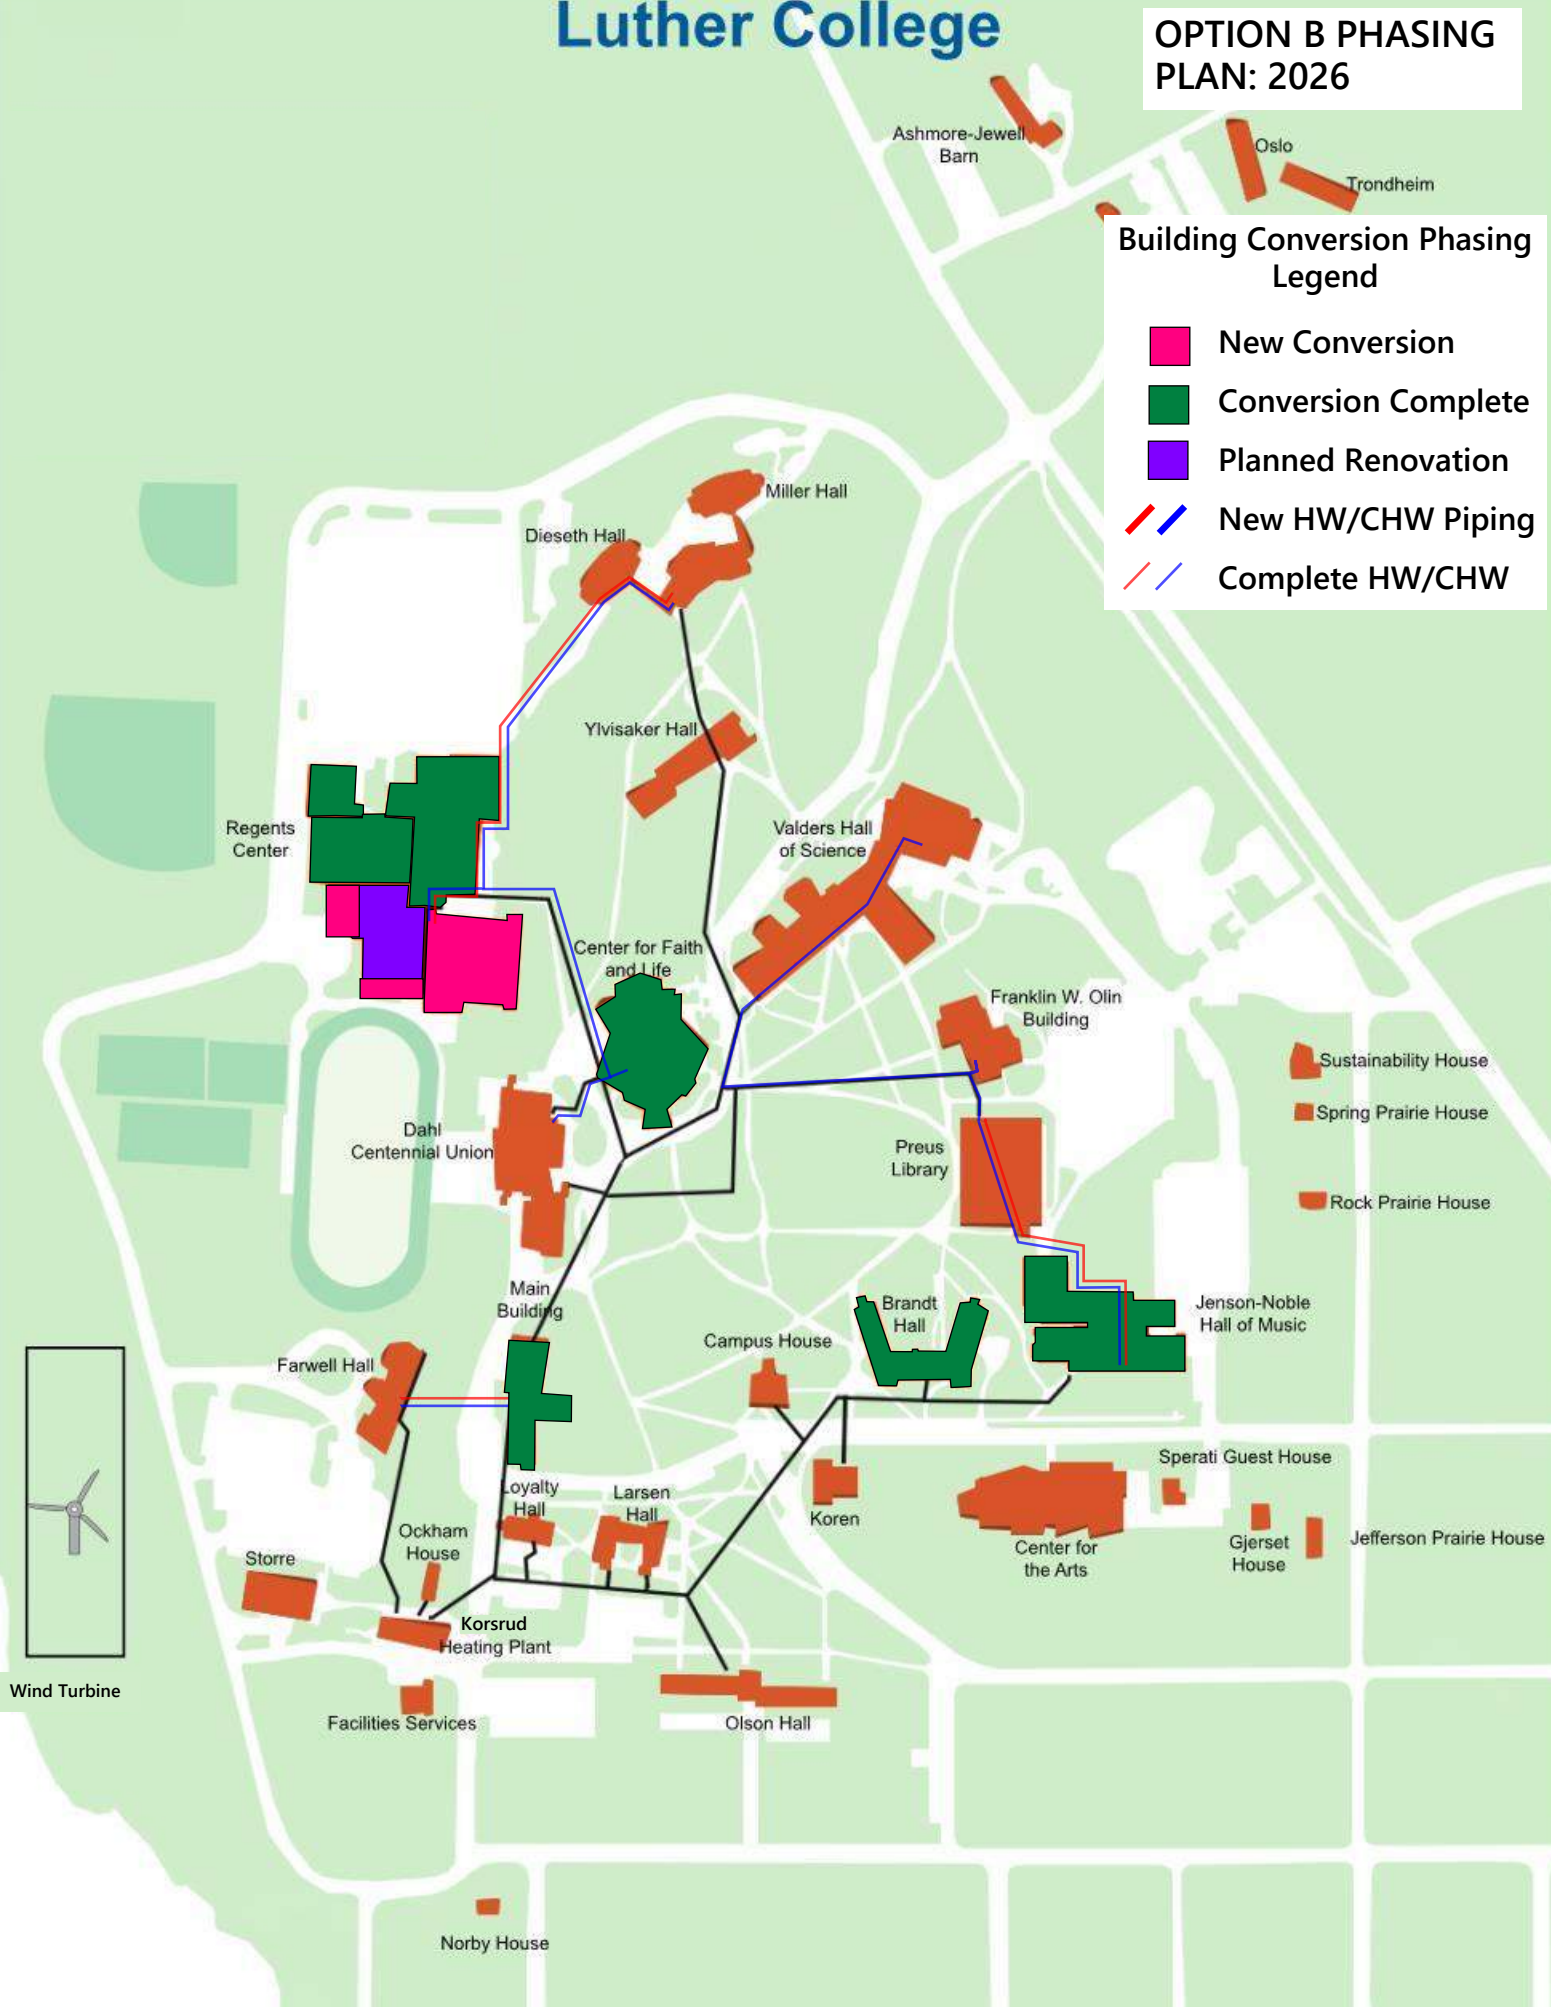 Luther College
OPTION B PHASING
PLAN: 2026
Ashmore-Jewell
Barn
Oslo
Trondheim
Building Conversion Phasing
Legend
New Conversion
Conversion Complete
Planned Renovation
New HW/CHW Piping
Complete HW/CHW
Miller Hall
Dieseth Hall
Ylvisaker Hall
Regents
Center
Valders Hall
of Science
Center for Faith
and Life
Franklin W. Olin
Building
Sustainability House
Spring Prairie House
Dahl
Centennial Union
Preus
Library
Rock Prairie House
Main
Building
Brandt
Hall
Jenson-Noble
Hall of Music
Campus House
Farwell Hall
Sperati Guest House
Loyalty
Hall
Larsen
Hall
Koren
Ockham
House
Storre
Center for
the Arts
Gjerset
House
Jefferson Prairie House
Korsrud
Heating Plant
Wind Turbine
Facilities Services
Olson Hall
Norby House